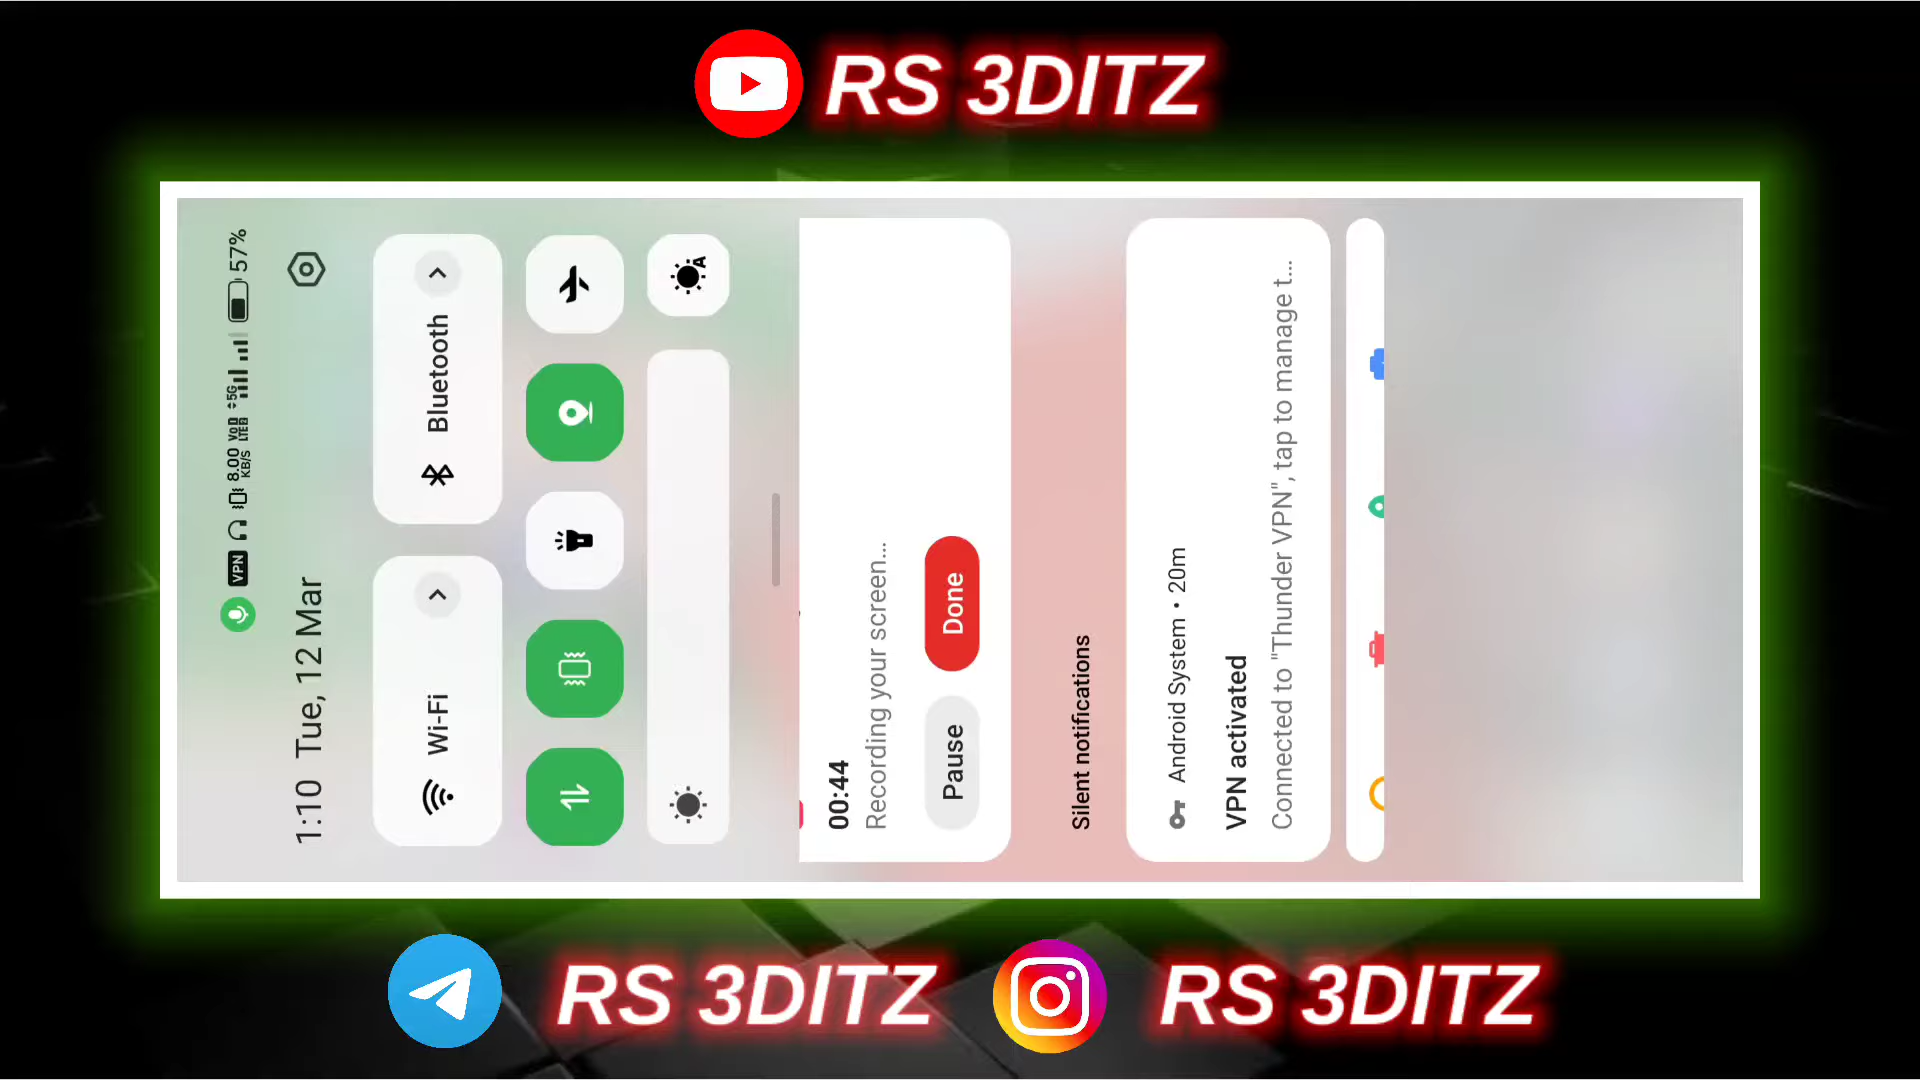 RS 3DITZ
VPN 8.00 KB/S VoD LTE2 5G 57%
1:10 Tue, 12 Mar
Wi-Fi
Bluetooth
A
00:44
Recording your screen...
Pause
Done
Silent notifications
Android System • 20m
VPN activated
Connected to "Thunder VPN", tap to manage t...
RS 3DITZ
RS 3DITZ